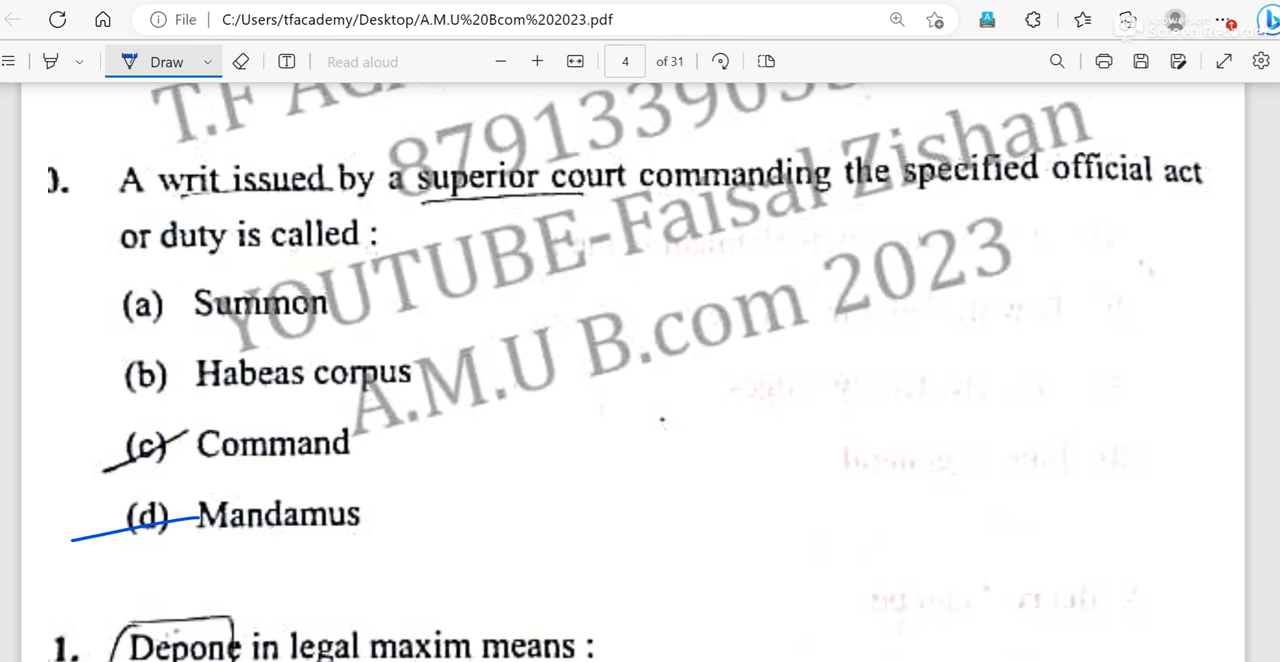 File C:/Users/tfacademy/Desktop/A.M.U%20Bcom%202023.pdf
Draw Read aloud 4 of 31
T.F
YOUTUBE-Faisal Zishan
A.M.U B.com 2023
). A writ issued by a superior court commanding the specified official act
or duty is called :
(a) Summon
(b) Habeas corpus
(c) Command
(d) Mandamus
1. Depone in legal maxim means :